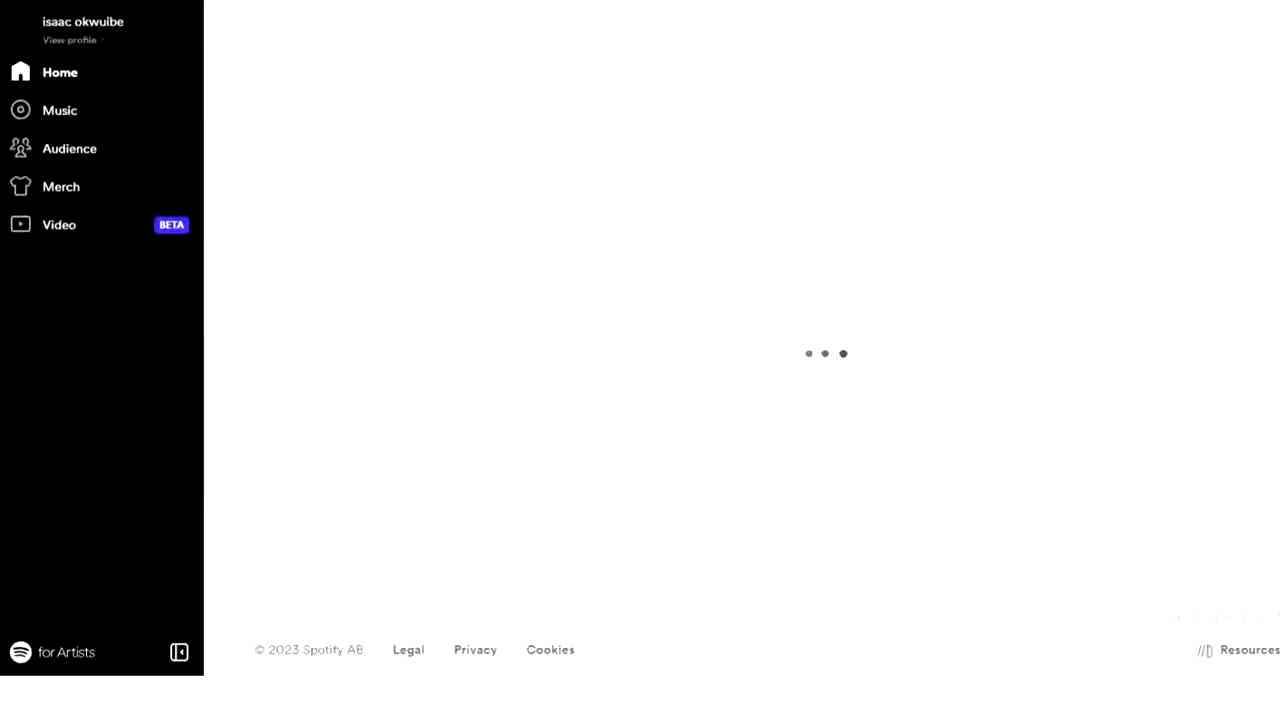 isaac okwuibe
View profile
Home
Music
Audience
Merch
Video BETA
for Artists
© 2023 Spotify AB Legal Privacy Cookies Resources